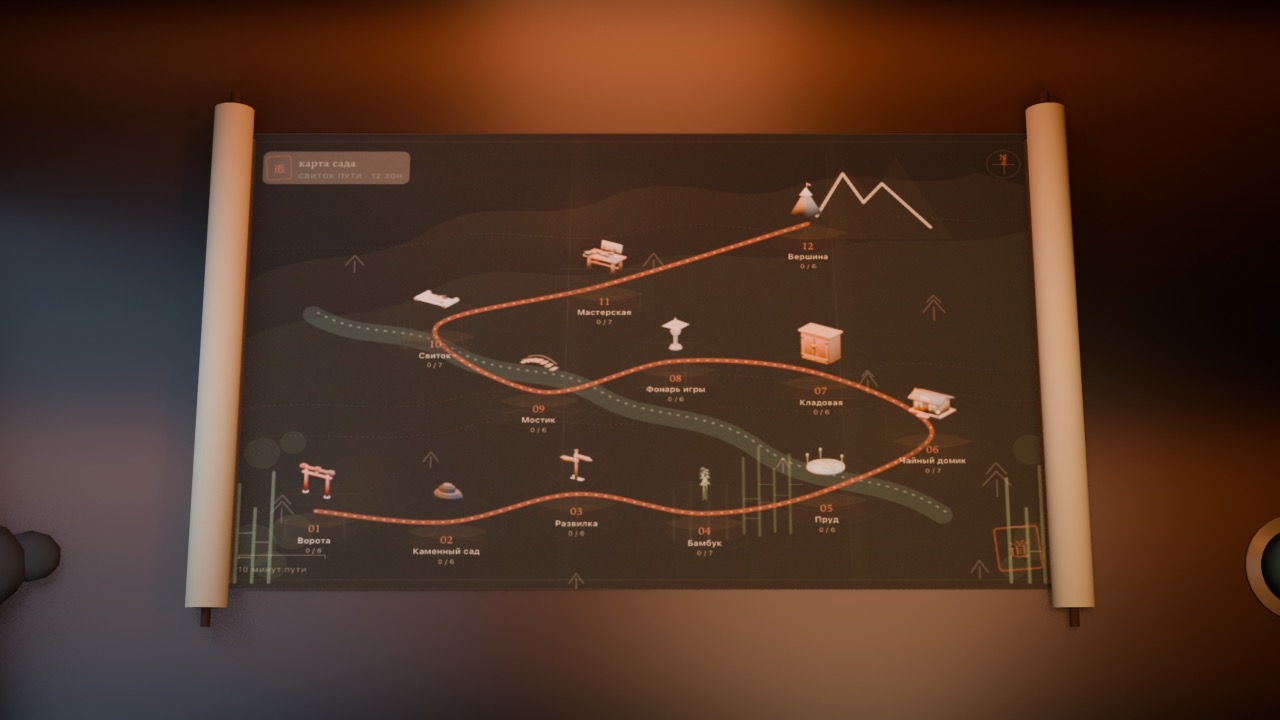 道
карта сада
СВИТОК ПУТИ · 12 ЗОН
N
12
Вершина
0/6
11
Мастерская
0/7
10
Свиток
0/7
09
Мостик
0/6
08
Фонарь игры
0/6
07
Кладовая
0/6
06
Чайный домик
0/7
01
Ворота
0/6
02
Каменный сад
0/6
03
Развилка
0/6
04
Бамбук
0/7
05
Пруд
0/6
10 минут пути
道